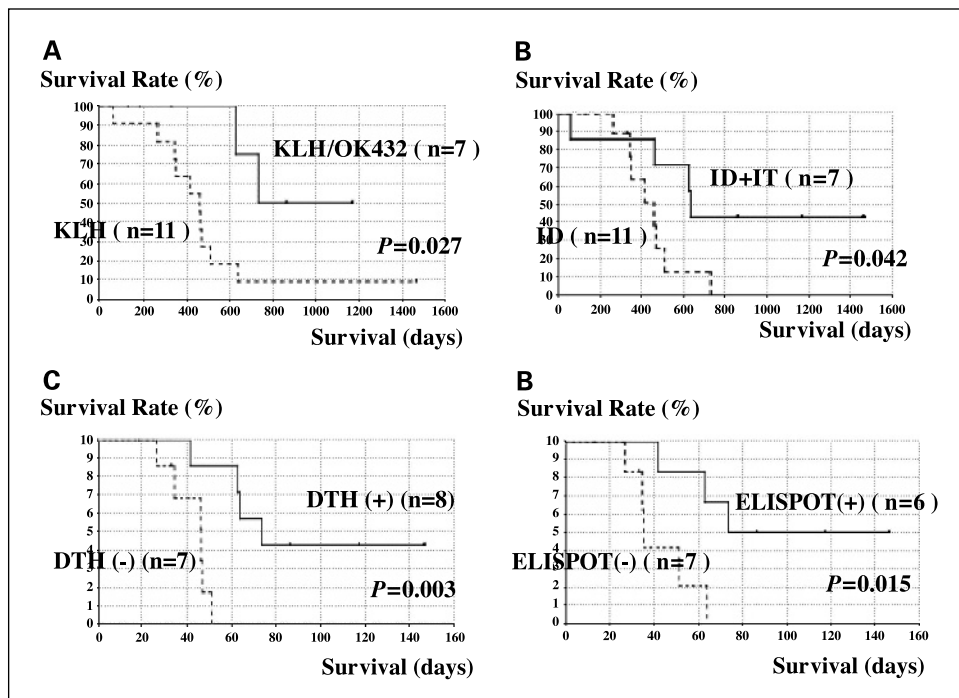 A
Survival Rate (%)
100
90
80
70
60
50
40
30
20
10
0
KLH/OK432 ( n=7 )
KLH ( n=11 )
P=0.027
0 200 400 600 800 1000 1200 1400 1600
Survival (days)
B
Survival Rate (%)
100
90
80
70
60
50
40
30
20
10
0
ID+IT ( n=7 )
ID (n=11 )
P=0.042
0 200 400 600 800 1000 1200 1400 1600
Survival (days)
C
Survival Rate (%)
10
9
8
7
6
5
4
3
2
1
0
DTH (+) (n=8)
DTH (-) (n=7)
P=0.003
0 20 40 60 80 100 120 140 160
Survival (days)
B
Survival Rate (%)
10
9
8
7
6
5
4
3
2
1
0
ELISPOT(+) ( n=6 )
ELISPOT(-) ( n=7 )
P=0.015
0 20 40 60 80 100 120 140 160
Survival (days)